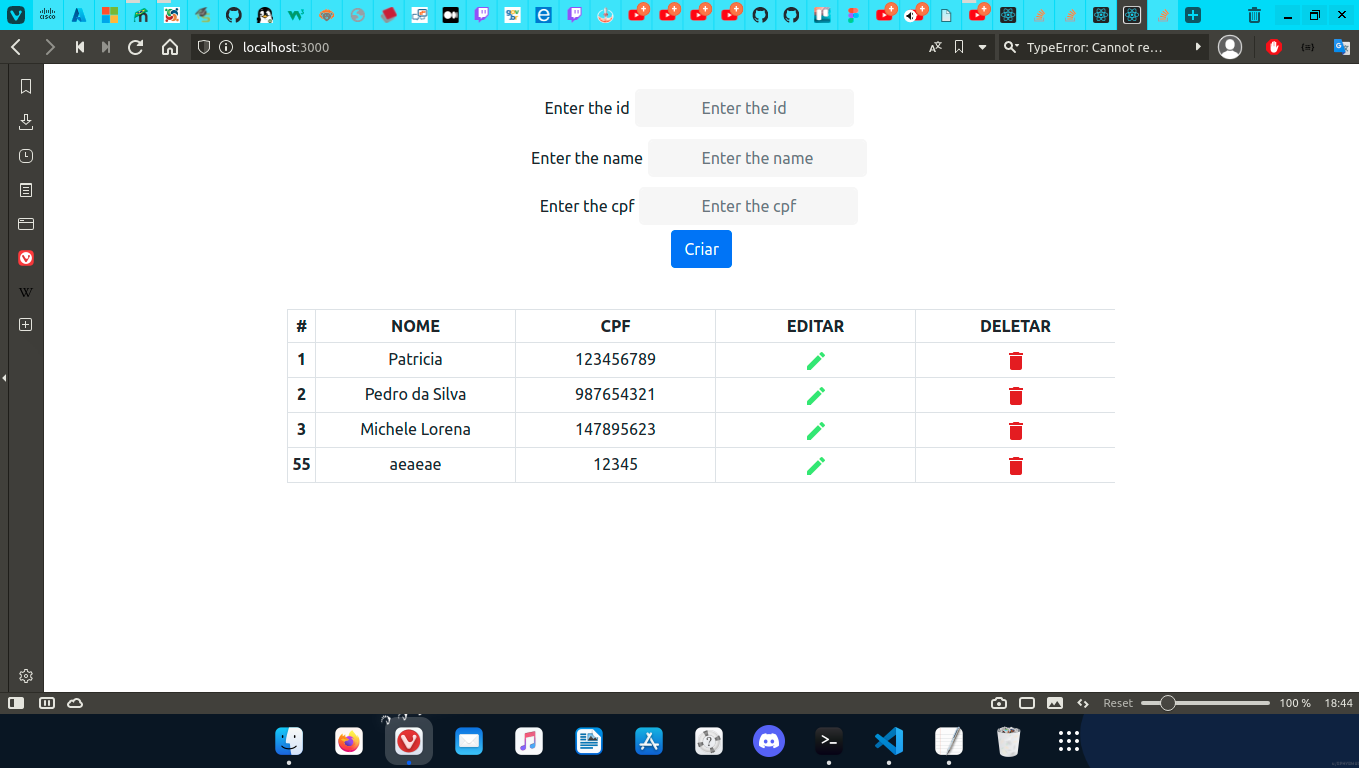 cisco
localhost:3000
TypeError: Cannot re…
Enter the id Enter the id
Enter the name Enter the name
Enter the cpf Enter the cpf
Criar
# NOME CPF EDITAR DELETAR
1 Patricia 123456789
2 Pedro da Silva 987654321
3 Michele Lorena 147895623
55 aeaeae 12345
W
Reset 100 % 18:44